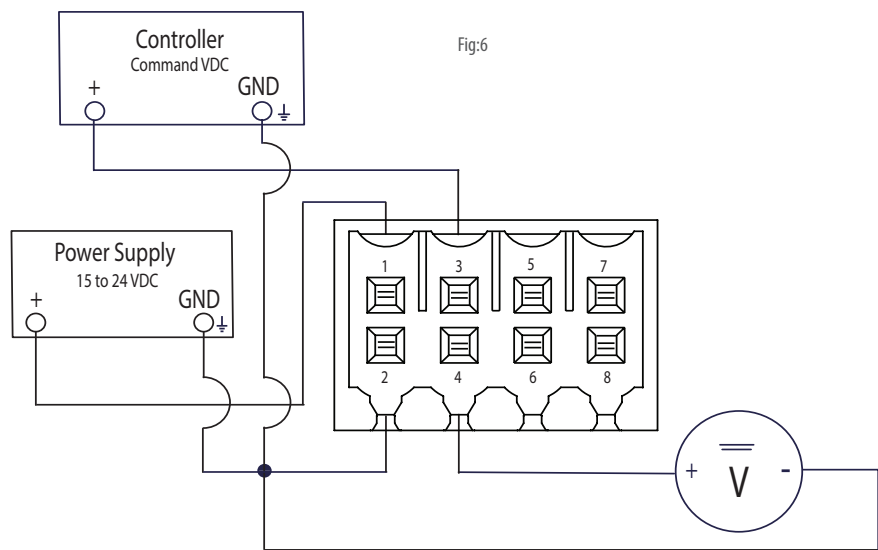 Fig:6
Controller
Command VDC
+ GND
Power Supply
15 to 24 VDC
+ GND
1 3 5 7
2 4 6 8
+ V -